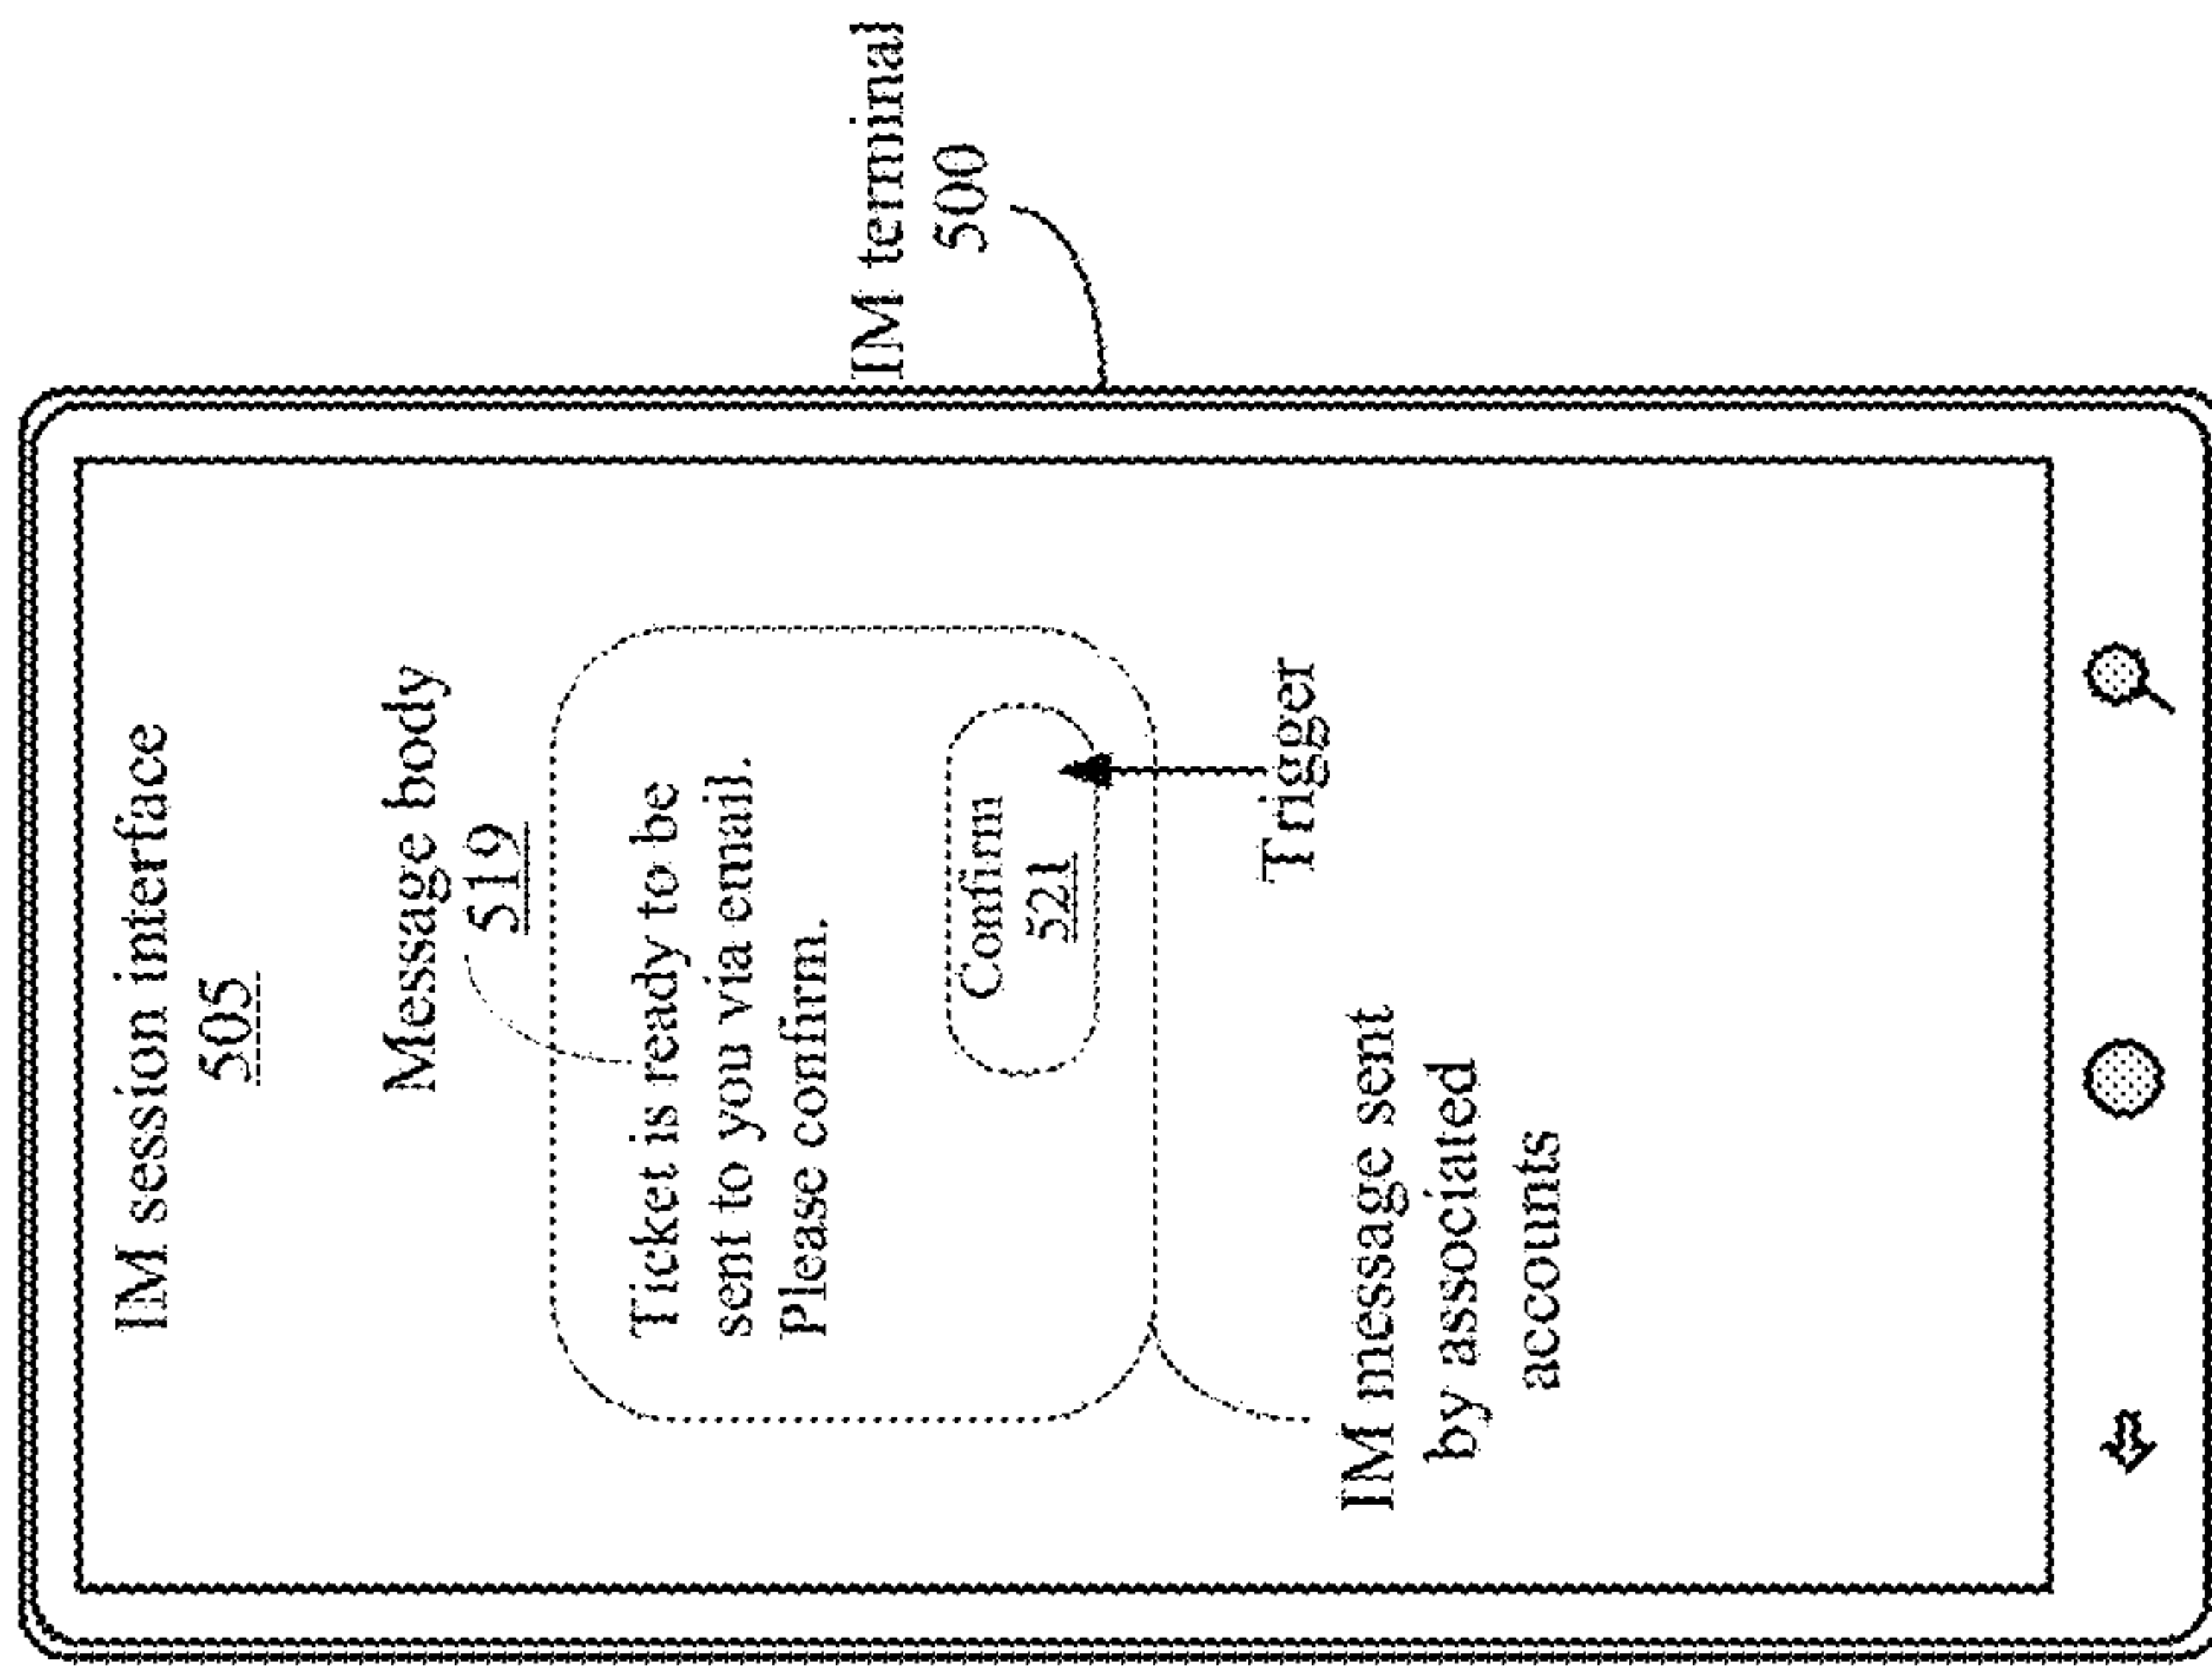 IM session interface
505
Message body
519
Ticket is ready to be
sent to you via email.
Please confirm.
Confirm
521
Trigger
IM message sent
by associated
accounts
IM terminal
500